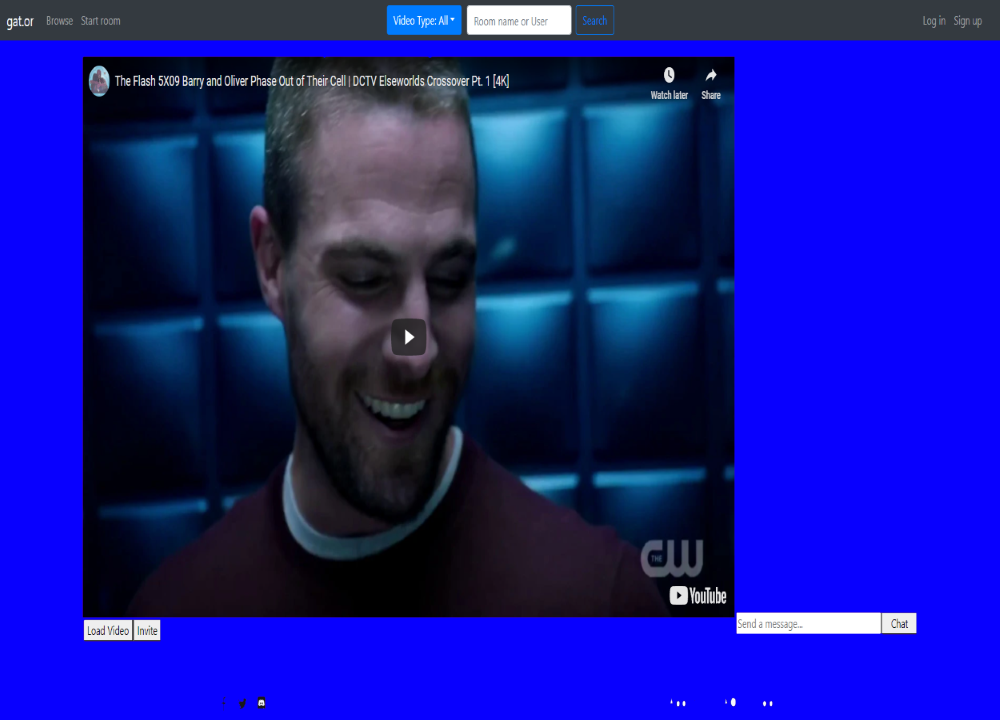 gat.or Browse Start room Video Type: All Room name or User Search Log in Sign up
The Flash 5X09 Barry and Oliver Phase Out of Their Cell | DCTV Elseworlds Crossover Pt. 1 [4K]
Watch later Share
THE CW
YouTube
Load Video Invite
Send a message... Chat